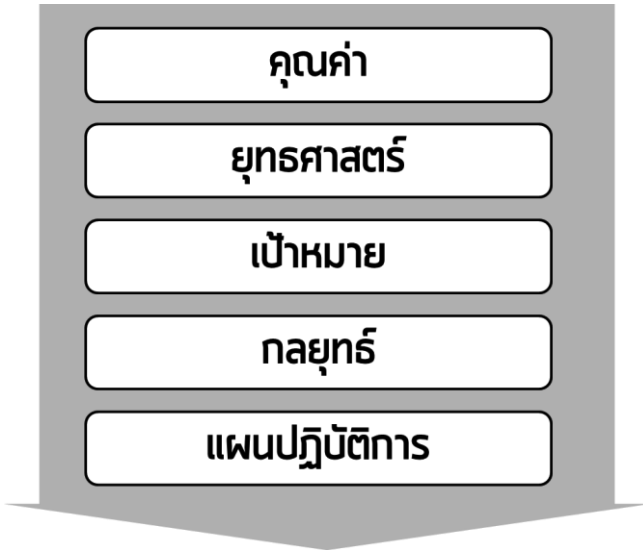 คุณค่า
ยุทธศาสตร์
เป้าหมาย
กลยุทธ์
แผนปฏิบัติการ